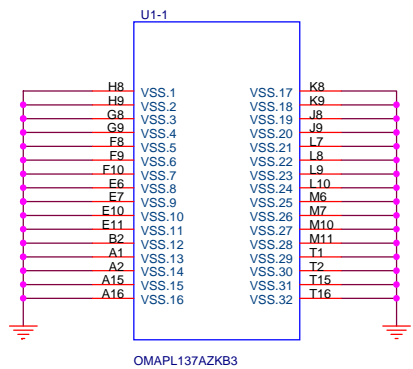 U1-1
H8 VSS.1 VSS.17 K8
H9 VSS.2 VSS.18 K9
G8 VSS.3 VSS.19 J8
G9 VSS.4 VSS.20 J9
F8 VSS.5 VSS.21 L7
F9 VSS.6 VSS.22 L8
F10 VSS.7 VSS.23 L9
E6 VSS.8 VSS.24 L10
E7 VSS.9 VSS.25 M6
E10 VSS.10 VSS.26 M7
E11 VSS.11 VSS.27 M10
B2 VSS.12 VSS.28 M11
A1 VSS.13 VSS.29 T1
A2 VSS.14 VSS.30 T2
A15 VSS.15 VSS.31 T15
A16 VSS.16 VSS.32 T16
OMAPL137AZKB3